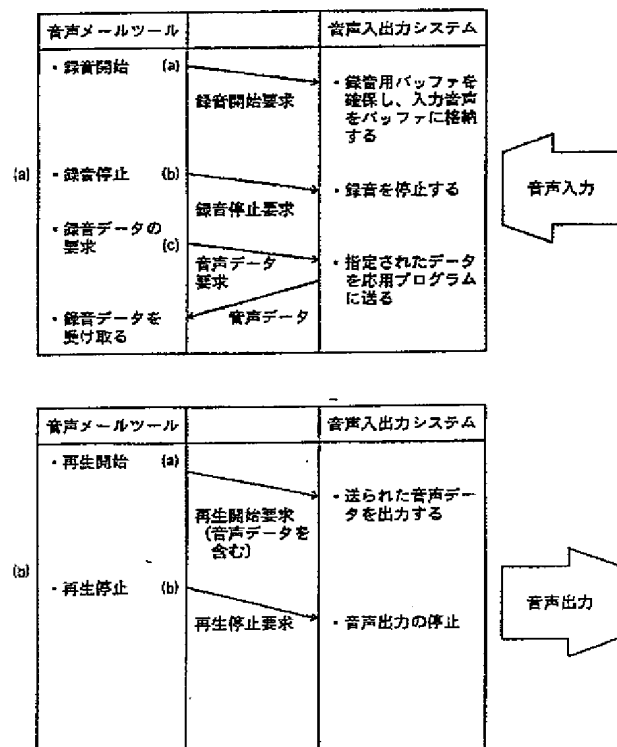 音声メールツール
音声入出力システム
・録音開始 (a)
録音開始要求
・録音用バッファを
確保し、入力音声
をバッファに格納
する
(a)
・録音停止 (b)
録音停止要求
・録音を停止する
音声入力
・録音データの
要求 (c)
音声データ
要求
・指定されたデータ
を応用プログラム
に送る
・録音データを
受け取る
音声データ
音声メールツール
音声入出力システム
・再生開始 (a)
再生開始要求
(音声データを
含む)
・送られた音声デー
タを出力する
(b)
・再生停止 (b)
再生停止要求
・音声出力の停止
音声出力